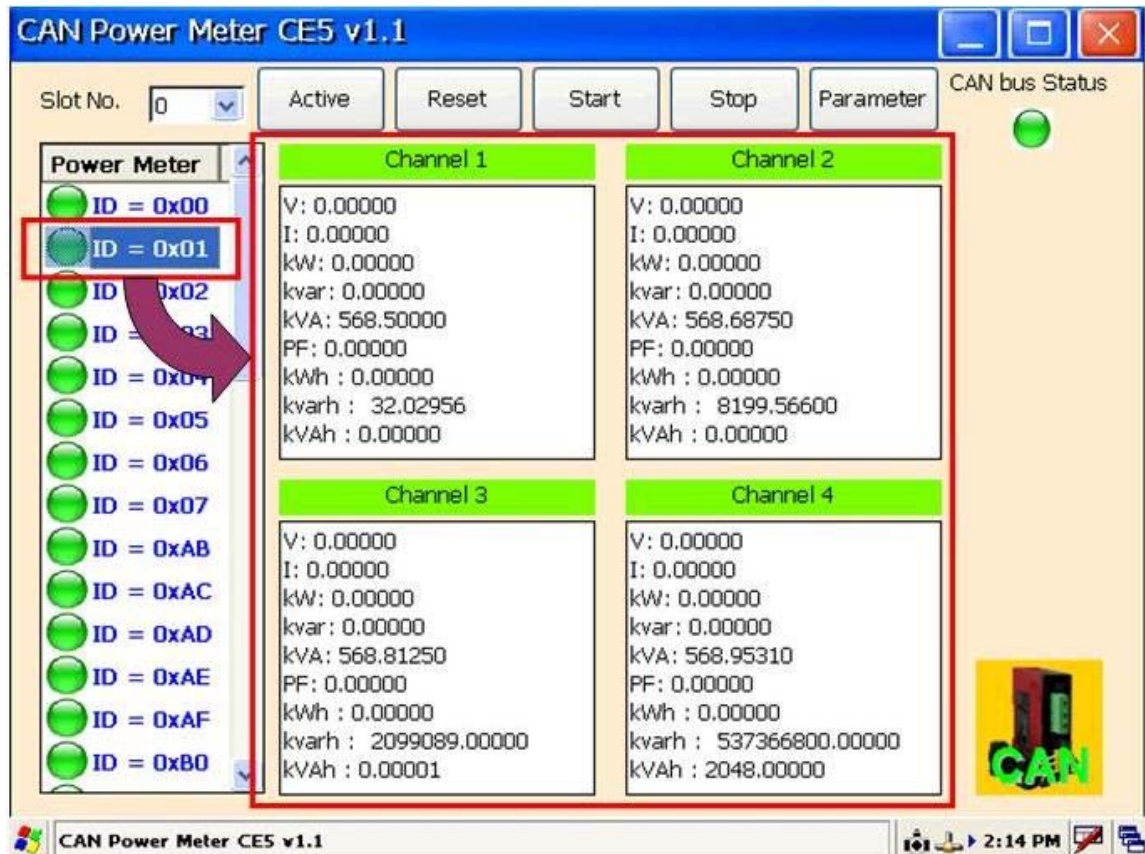 CAN Power Meter CE5 v1.1
Slot No. 0 Active Reset Start Stop Parameter CAN bus Status
Power Meter
ID = 0x00
ID = 0x01
ID 0x02
ID = 03
ID = 0x04
ID = 0x05
ID = 0x06
ID = 0x07
ID = 0xAB
ID = 0xAC
ID = 0xAD
ID = 0xAE
ID = 0xAF
ID = 0xB0
Channel 1
V: 0.00000
I: 0.00000
kW: 0.00000
kvar: 0.00000
kVA: 568.50000
PF: 0.00000
kWh : 0.00000
kvarh : 32.02956
kVAh : 0.00000
Channel 2
V: 0.00000
I: 0.00000
kW: 0.00000
kvar: 0.00000
kVA: 568.68750
PF: 0.00000
kWh : 0.00000
kvarh : 8199.56600
kVAh : 0.00000
Channel 3
V: 0.00000
I: 0.00000
kW: 0.00000
kvar: 0.00000
kVA: 568.81250
PF: 0.00000
kWh : 0.00000
kvarh : 2099089.00000
kVAh : 0.00001
Channel 4
V: 0.00000
I: 0.00000
kW: 0.00000
kvar: 0.00000
kVA: 568.95310
PF: 0.00000
kWh : 0.00000
kvarh : 537366800.00000
kVAh : 2048.00000
CAN
CAN Power Meter CE5 v1.1 2:14 PM